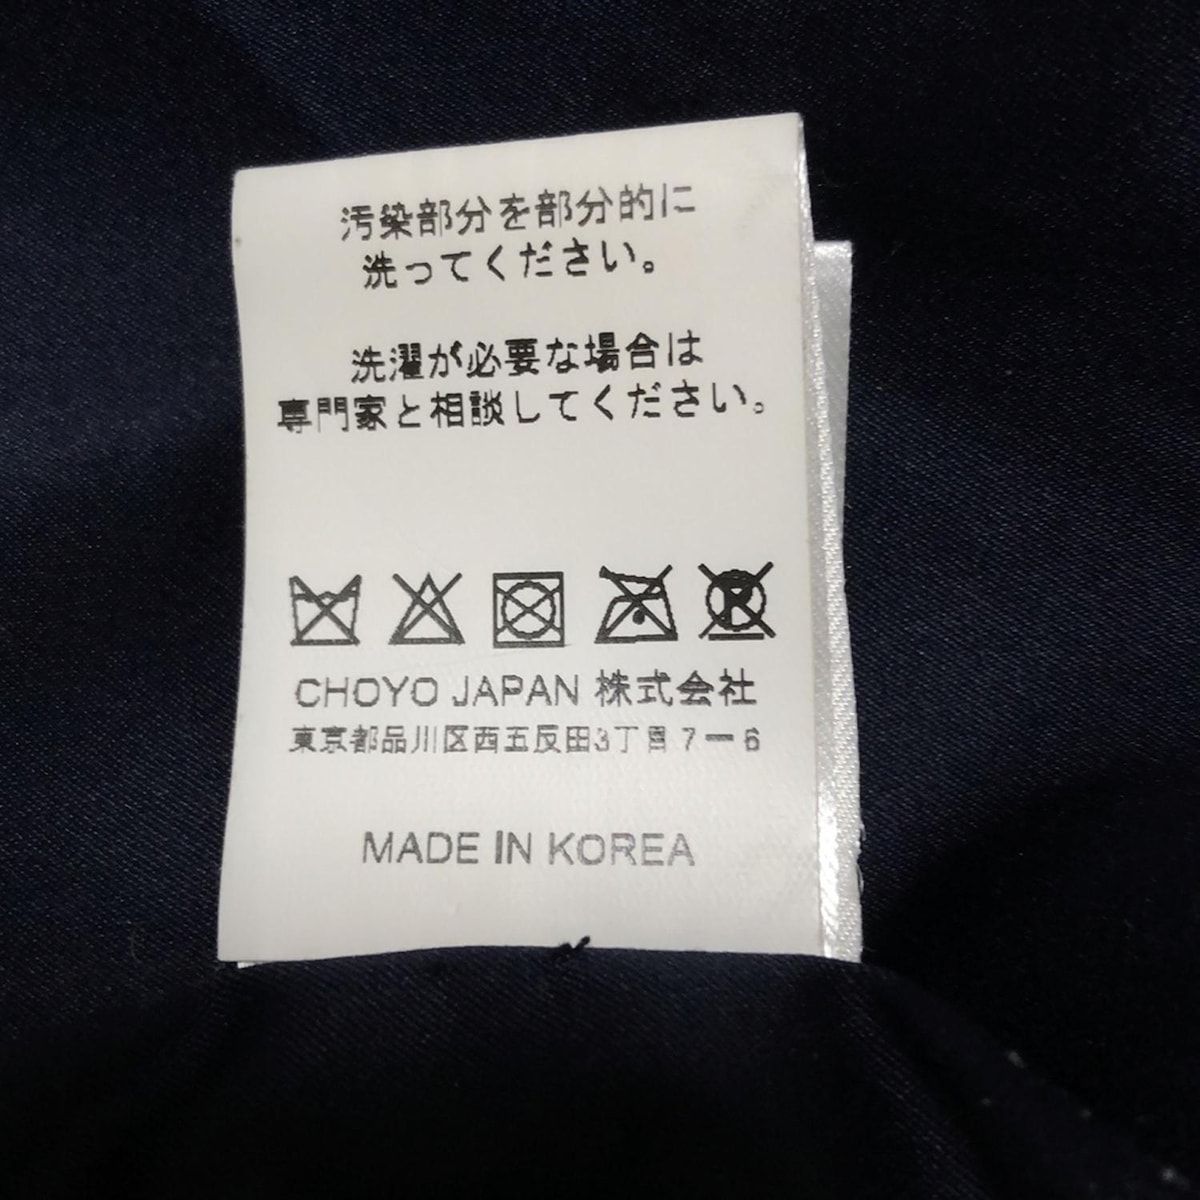 汚染部分を部分的に
洗ってください。
洗濯が必要な場合は
専門家と相談してください。
CHOYO JAPAN 株式会社
東京都品川区西五反田3丁目7ー6
MADE IN KOREA